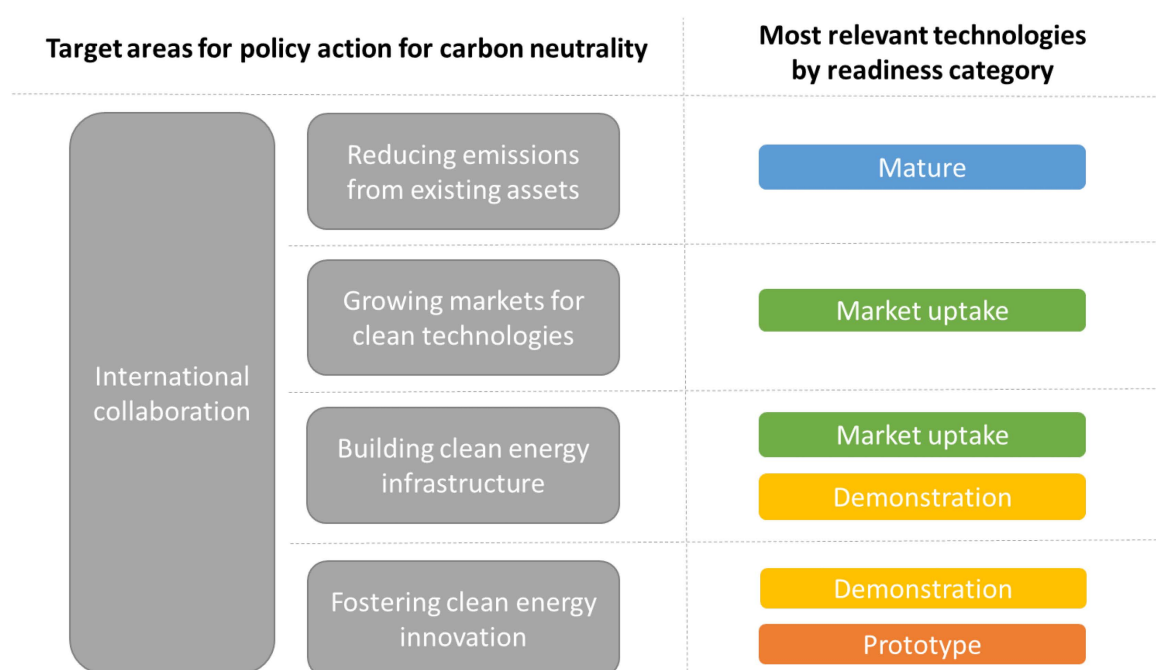 Target areas for policy action for carbon neutrality
Most relevant technologies
by readiness category
International
collaboration
Reducing emissions
from existing assets
Mature
Growing markets for
clean technologies
Market uptake
Building clean energy
infrastructure
Market uptake
Demonstration
Fostering clean energy
innovation
Demonstration
Prototype